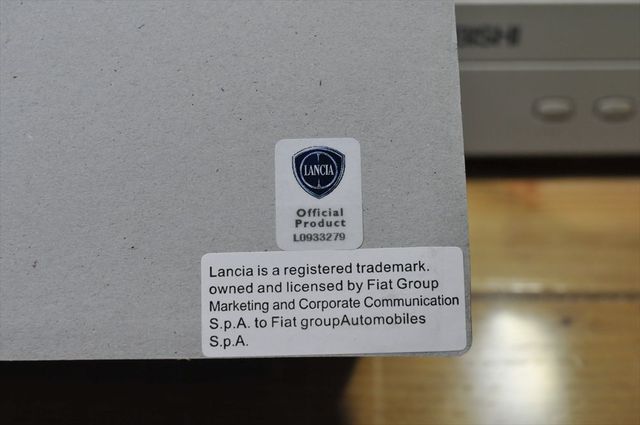 BISHI
LANCIA
Official
Product
L0933279
Lancia is a registered trademark.
owned and licensed by Fiat Group
Marketing and Corporate Communication
S.p.A. to Fiat groupAutomobiles
S.p.A.